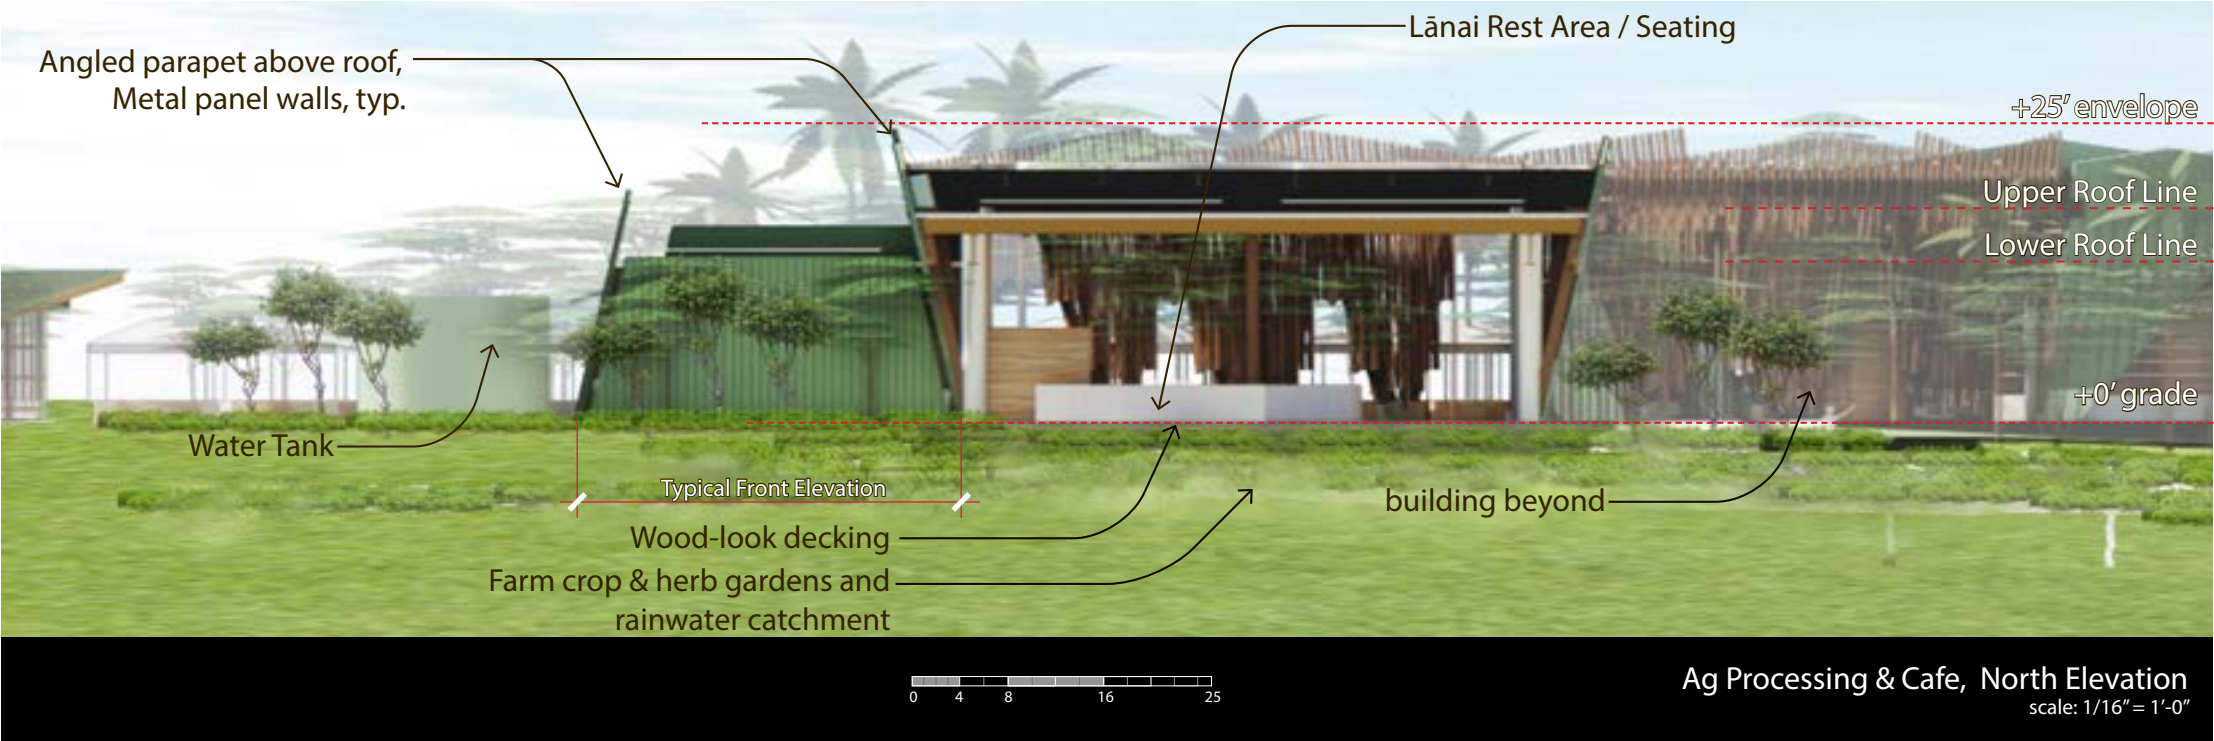 Lānai Rest Area / Seating
Angled parapet above roof,
Metal panel walls, typ.
+25’ envelope
Upper Roof Line
Lower Roof Line
+0’ grade
Water Tank
Typical Front Elevation
building beyond
Wood-look decking
Farm crop & herb gardens and
rainwater catchment
0 4 8 16 25
Ag Processing & Cafe, North Elevation
scale: 1/16” = 1’-0”